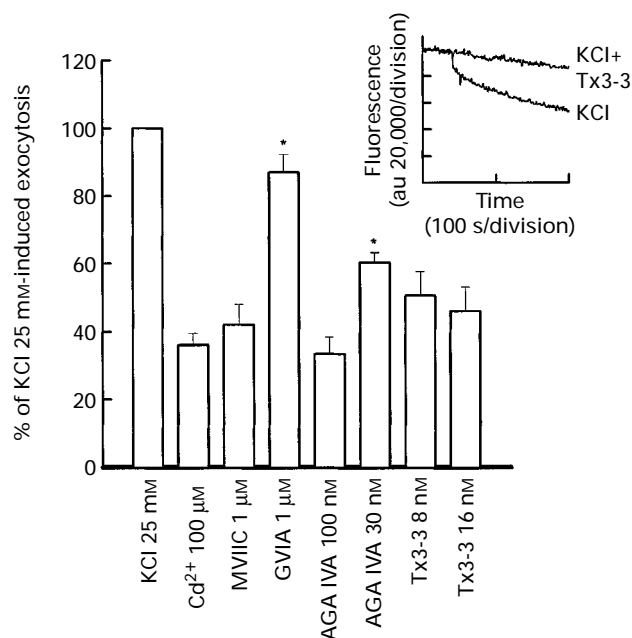 120
100
80
60
40
20
0
% of KCl 25 mM-induced exocytosis
KCl 25 mM
Cd²⁺ 100 µM
MVIIC 1 µM
GVIA 1 µM
AGA IVA 100 nM
AGA IVA 30 nM
Tx3-3 8 nM
Tx3-3 16 nM
*
*
Fluorescence
(au 20,000/division)
KCl+
Tx3-3
KCl
Time
(100 s/division)